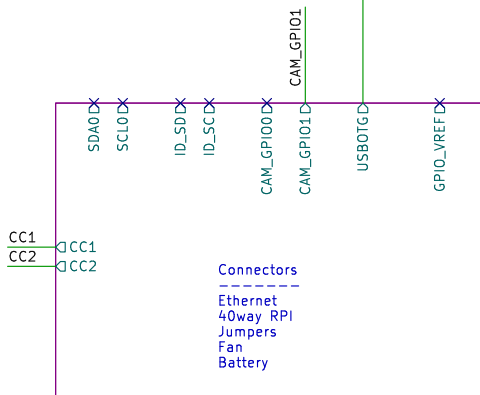 CAM_GPIO1
SDA0
SCL0
ID_SD
ID_SC
CAM_GPIO0
CAM_GPIO1
USBOTG
GPIO_VREF
CC1
CC1
CC2
CC2
Connectors
--------
Ethernet
40way RPI
Jumpers
Fan
Battery